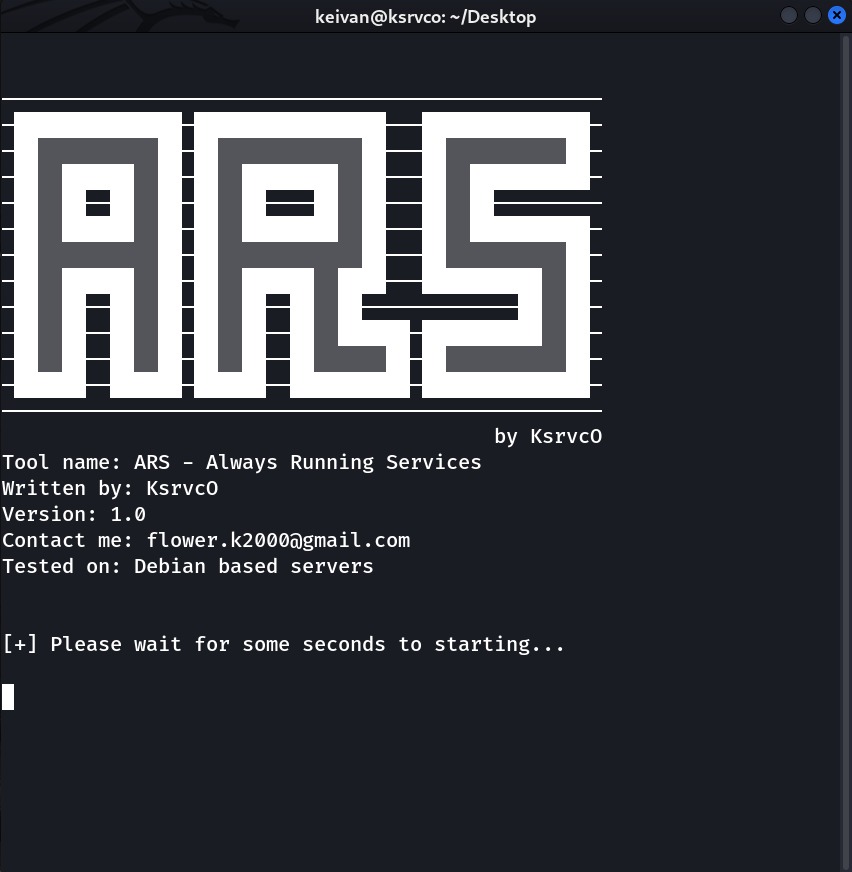 keivan@ksrvco: ~/Desktop
ARS
by KsrvcO
Tool name: ARS - Always Running Services
Written by: KsrvcO
Version: 1.0
Contact me: flower.k2000@gmail.com
Tested on: Debian based servers
[+] Please wait for some seconds to starting...